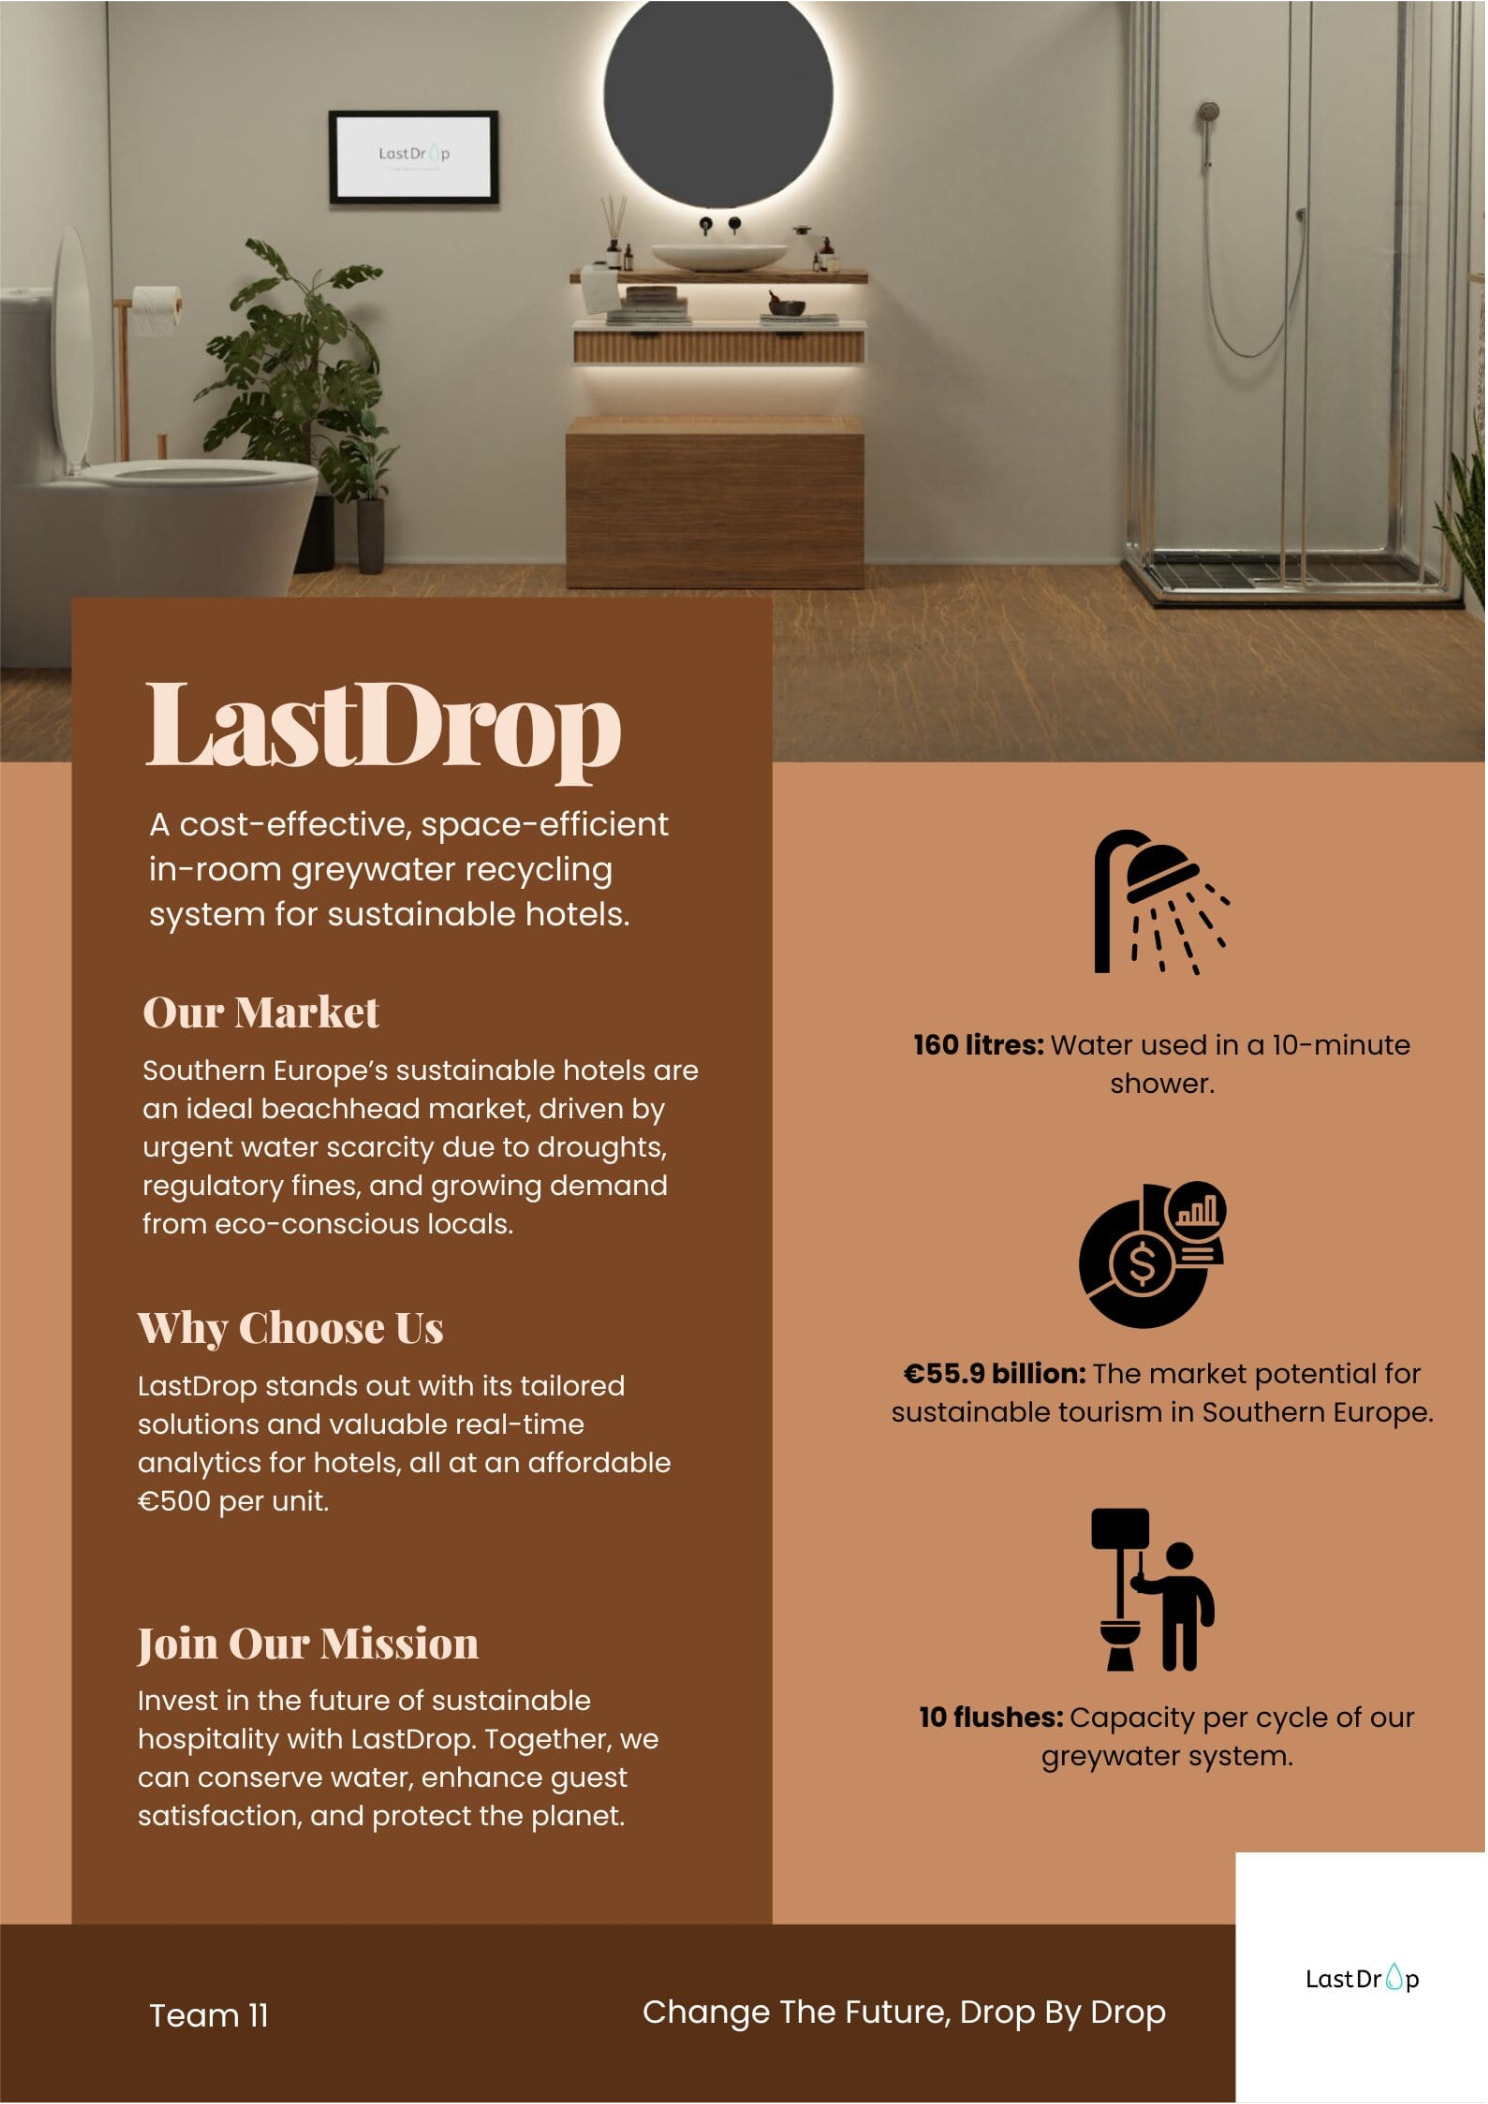 LastDrop
LastDrop
A cost-effective, space-efficient
in-room greywater recycling
system for sustainable hotels.
Our Market
Southern Europe’s sustainable hotels are
an ideal beachhead market, driven by
urgent water scarcity due to droughts,
regulatory fines, and growing demand
from eco-conscious locals.
Why Choose Us
LastDrop stands out with its tailored
solutions and valuable real-time
analytics for hotels, all at an affordable
€500 per unit.
Join Our Mission
Invest in the future of sustainable
hospitality with LastDrop. Together, we
can conserve water, enhance guest
satisfaction, and protect the planet.
160 litres: Water used in a 10-minute
shower.
$
€55.9 billion: The market potential for
sustainable tourism in Southern Europe.
10 flushes: Capacity per cycle of our
greywater system.
Team 11
Change The Future, Drop By Drop
LastDrop